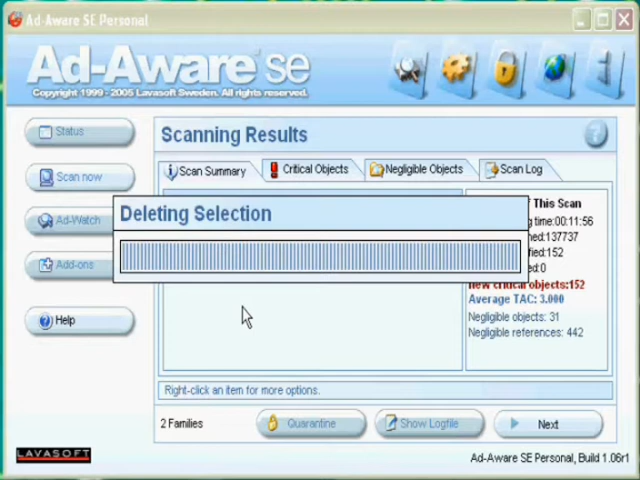 Ad-Aware SE Personal
Ad-Aware SE
Copyright 1999 - 2005 Lavasoft Sweden. All rights reserved.
Status
Scan now
Ad-Watch
Add-ons
Help
Scanning Results
Scan Summary
Critical Objects
Negligible Objects
Scan Log
Deleting Selection
This Scan
time:00:11:56
:137737
:152
:0
new critical objects:152
Average TAC: 3.000
Negligible objects: 31
Negligible references: 442
Right-click an item for more options.
2 Families
Quarantine
Show Logfile
Next
LAVASOFT
Ad-Aware SE Personal, Build 1.06r1